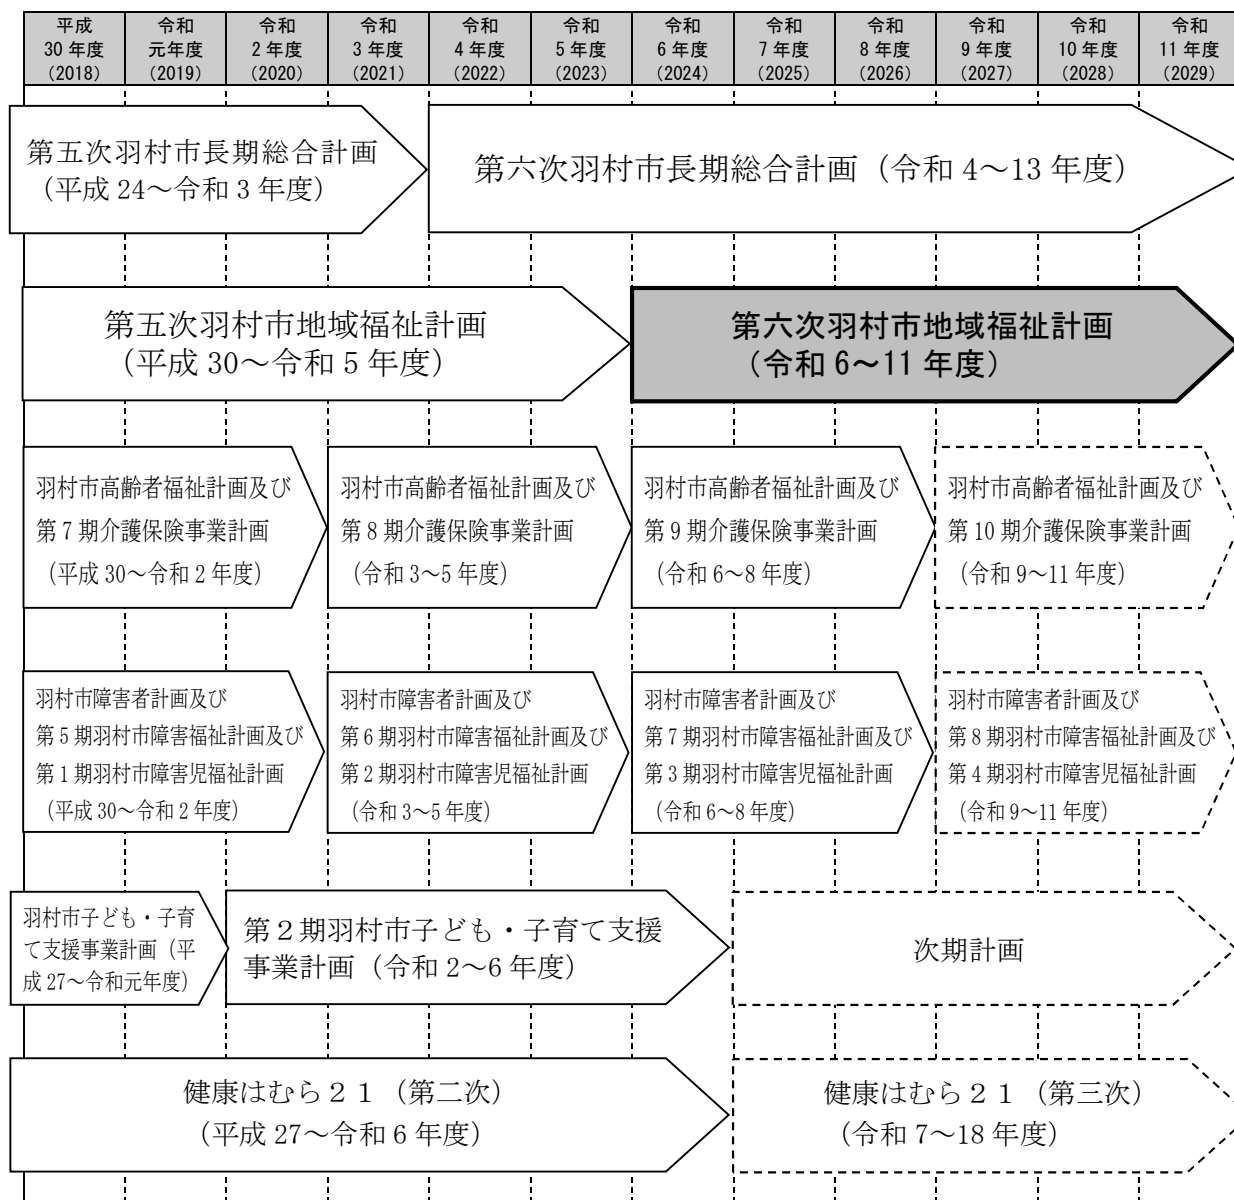 平成 令和 令和 令和 令和 令和 令和 令和 令和 令和 令和 令和
30 年度 元年度 2 年度 3 年度 4 年度 5 年度 6 年度 7 年度 8 年度 9 年度 10 年度 11 年度
（2018） （2019） （2020） （2021） （2022） （2023） （2024） （2025） （2026） （2027） （2028） （2029）
第五次羽村市長期総合計画
（平成 24～令和 3 年度）
第六次羽村市長期総合計画（令和 4～13 年度）
第五次羽村市地域福祉計画
（平成 30～令和 5 年度）
第六次羽村市地域福祉計画
（令和 6～11 年度）
羽村市高齢者福祉計画及び
第 7 期介護保険事業計画
（平成 30～令和 2 年度）
羽村市高齢者福祉計画及び
第 8 期介護保険事業計画
（令和 3～5 年度）
羽村市高齢者福祉計画及び
第 9 期介護保険事業計画
（令和 6～8 年度）
羽村市高齢者福祉計画及び
第 10 期介護保険事業計画
（令和 9～11 年度）
羽村市障害者計画及び
第 5 期羽村市障害福祉計画及び
第 1 期羽村市障害児福祉計画
（平成 30～令和 2 年度）
羽村市障害者計画及び
第 6 期羽村市障害福祉計画及び
第 2 期羽村市障害児福祉計画
（令和 3～5 年度）
羽村市障害者計画及び
第 7 期羽村市障害福祉計画及び
第 3 期羽村市障害児福祉計画
（令和 6～8 年度）
羽村市障害者計画及び
第 8 期羽村市障害福祉計画及び
第 4 期羽村市障害児福祉計画
（令和 9～11 年度）
羽村市子ども・子育
て支援事業計画（平
成 27～令和元年度）
第２期羽村市子ども・子育て支援
事業計画（令和 2～6 年度）
次期計画
健康はむら２１（第二次）
（平成 27～令和 6 年度）
健康はむら２１（第三次）
（令和 7～18 年度）